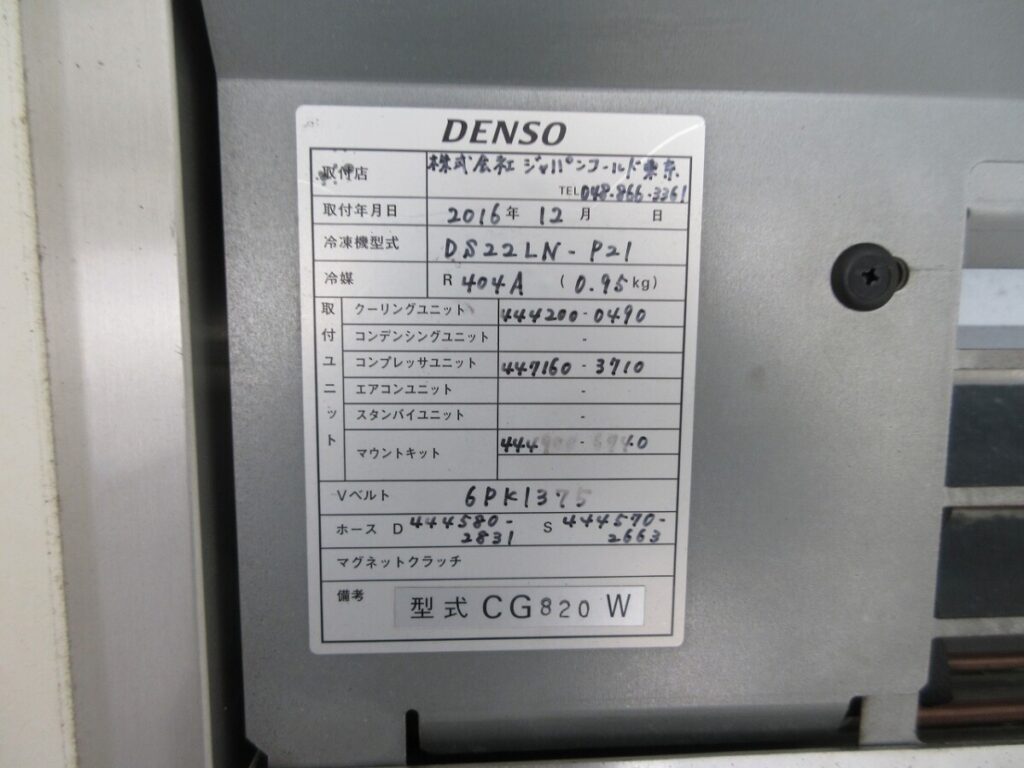 DENSO
取付店 株式会社 ジャパンコールド東京
TEL 048-866-3361
取付年月日 2016年 12月 日
冷凍機型式 DS22LN-P21
冷媒 R 404A (0.95kg)
取付ユニット
クーリングユニット 444200-0490
コンデンシングユニット -
コンプレッサユニット 447160-3710
エアコンユニット -
スタンバイユニット -
マウントキット 444900-6940
Vベルト 6PK1375
ホース D 444580-2831 S 444570-2663
マグネットクラッチ
備考 型式 CG820 W